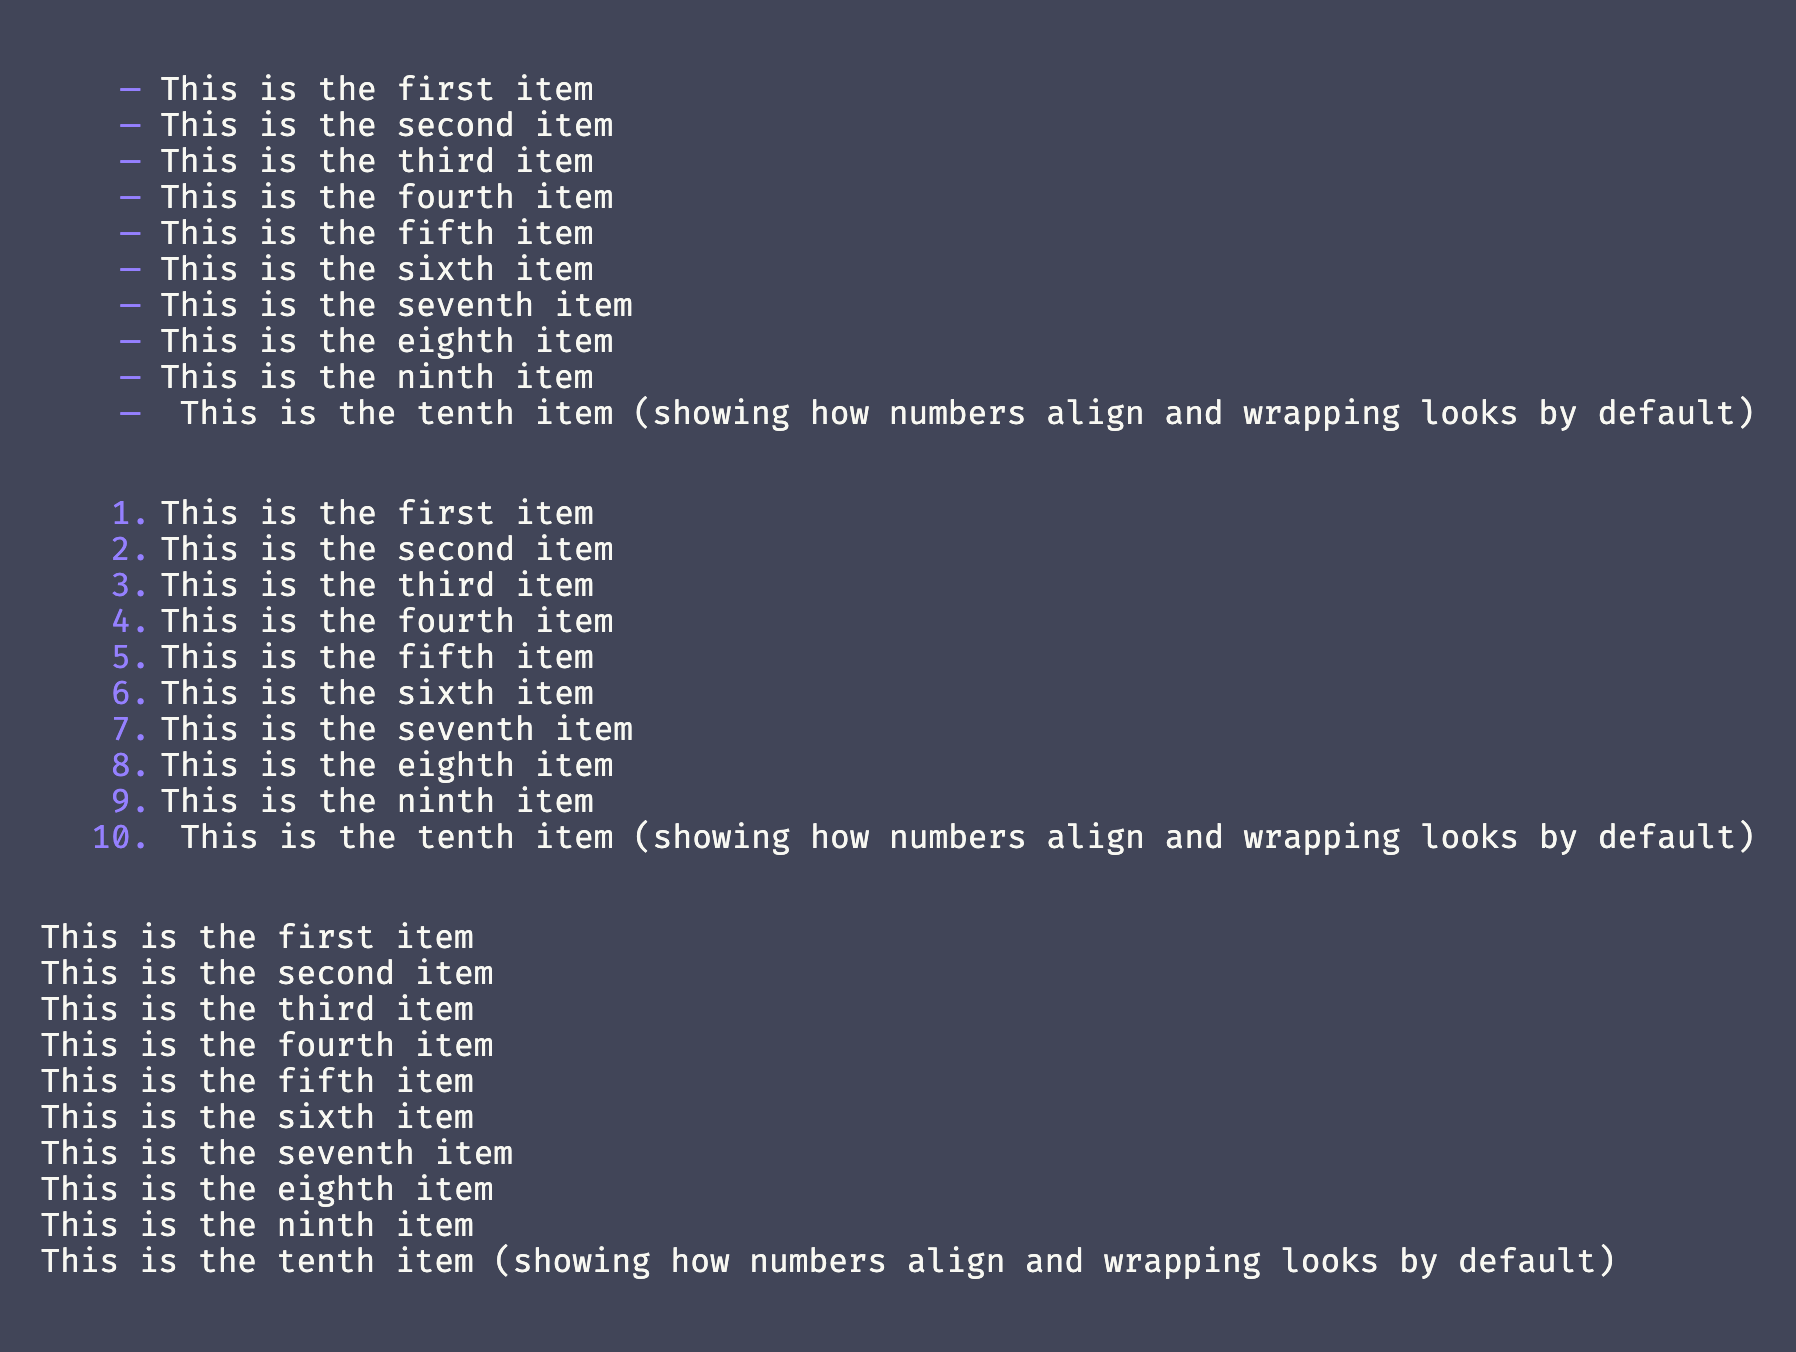 – This is the first item
– This is the second item
– This is the third item
– This is the fourth item
– This is the fifth item
– This is the sixth item
– This is the seventh item
– This is the eighth item
– This is the ninth item
– This is the tenth item (showing how numbers align and wrapping looks by default)
1. This is the first item
2. This is the second item
3. This is the third item
4. This is the fourth item
5. This is the fifth item
6. This is the sixth item
7. This is the seventh item
8. This is the eighth item
9. This is the ninth item
10. This is the tenth item (showing how numbers align and wrapping looks by default)
This is the first item
This is the second item
This is the third item
This is the fourth item
This is the fifth item
This is the sixth item
This is the seventh item
This is the eighth item
This is the ninth item
This is the tenth item (showing how numbers align and wrapping looks by default)